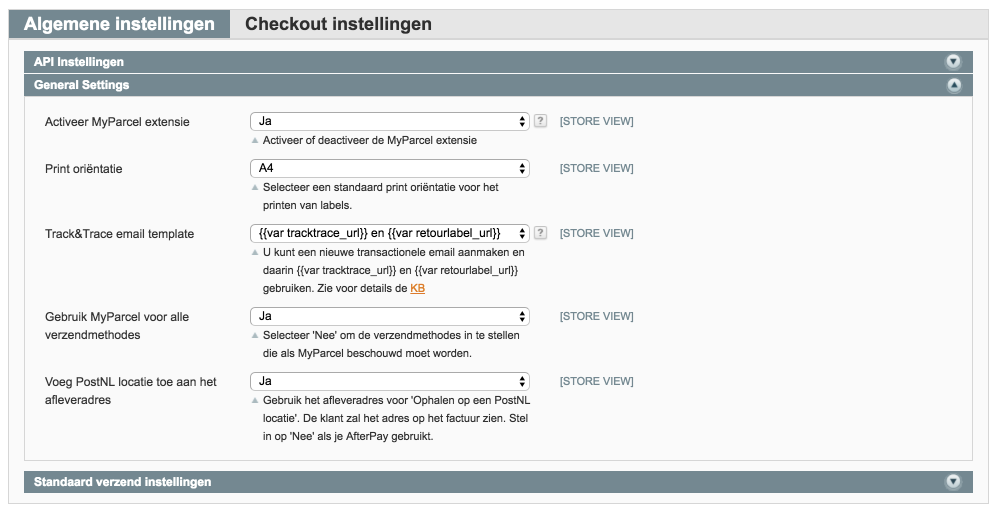 Algemene instellingen Checkout instellingen
API Instellingen
General Settings
Activeer MyParcel extensie Ja ? [STORE VIEW]
Activeer of deactiveer de MyParcel extensie
Print oriëntatie A4 [STORE VIEW]
Selecteer een standaard print oriëntatie voor het
printen van labels.
Track&Trace email template {{var tracktrace_url}} en {{var retourlabel_url}} ? [STORE VIEW]
U kunt een nieuwe transactionele email aanmaken en
daarin {{var tracktrace_url}} en {{var retourlabel_url}}
gebruiken. Zie voor details de KB
Gebruik MyParcel voor alle Ja [STORE VIEW]
verzendmethodes
Selecteer 'Nee' om de verzendmethodes in te stellen
die als MyParcel beschouwd moet worden.
Voeg PostNL locatie toe aan het Ja [STORE VIEW]
afleveradres
Gebruik het afleveradres voor 'Ophalen op een PostNL
locatie'. De klant zal het adres op het factuur zien. Stel
in op 'Nee' als je AfterPay gebruikt.
Standaard verzend instellingen